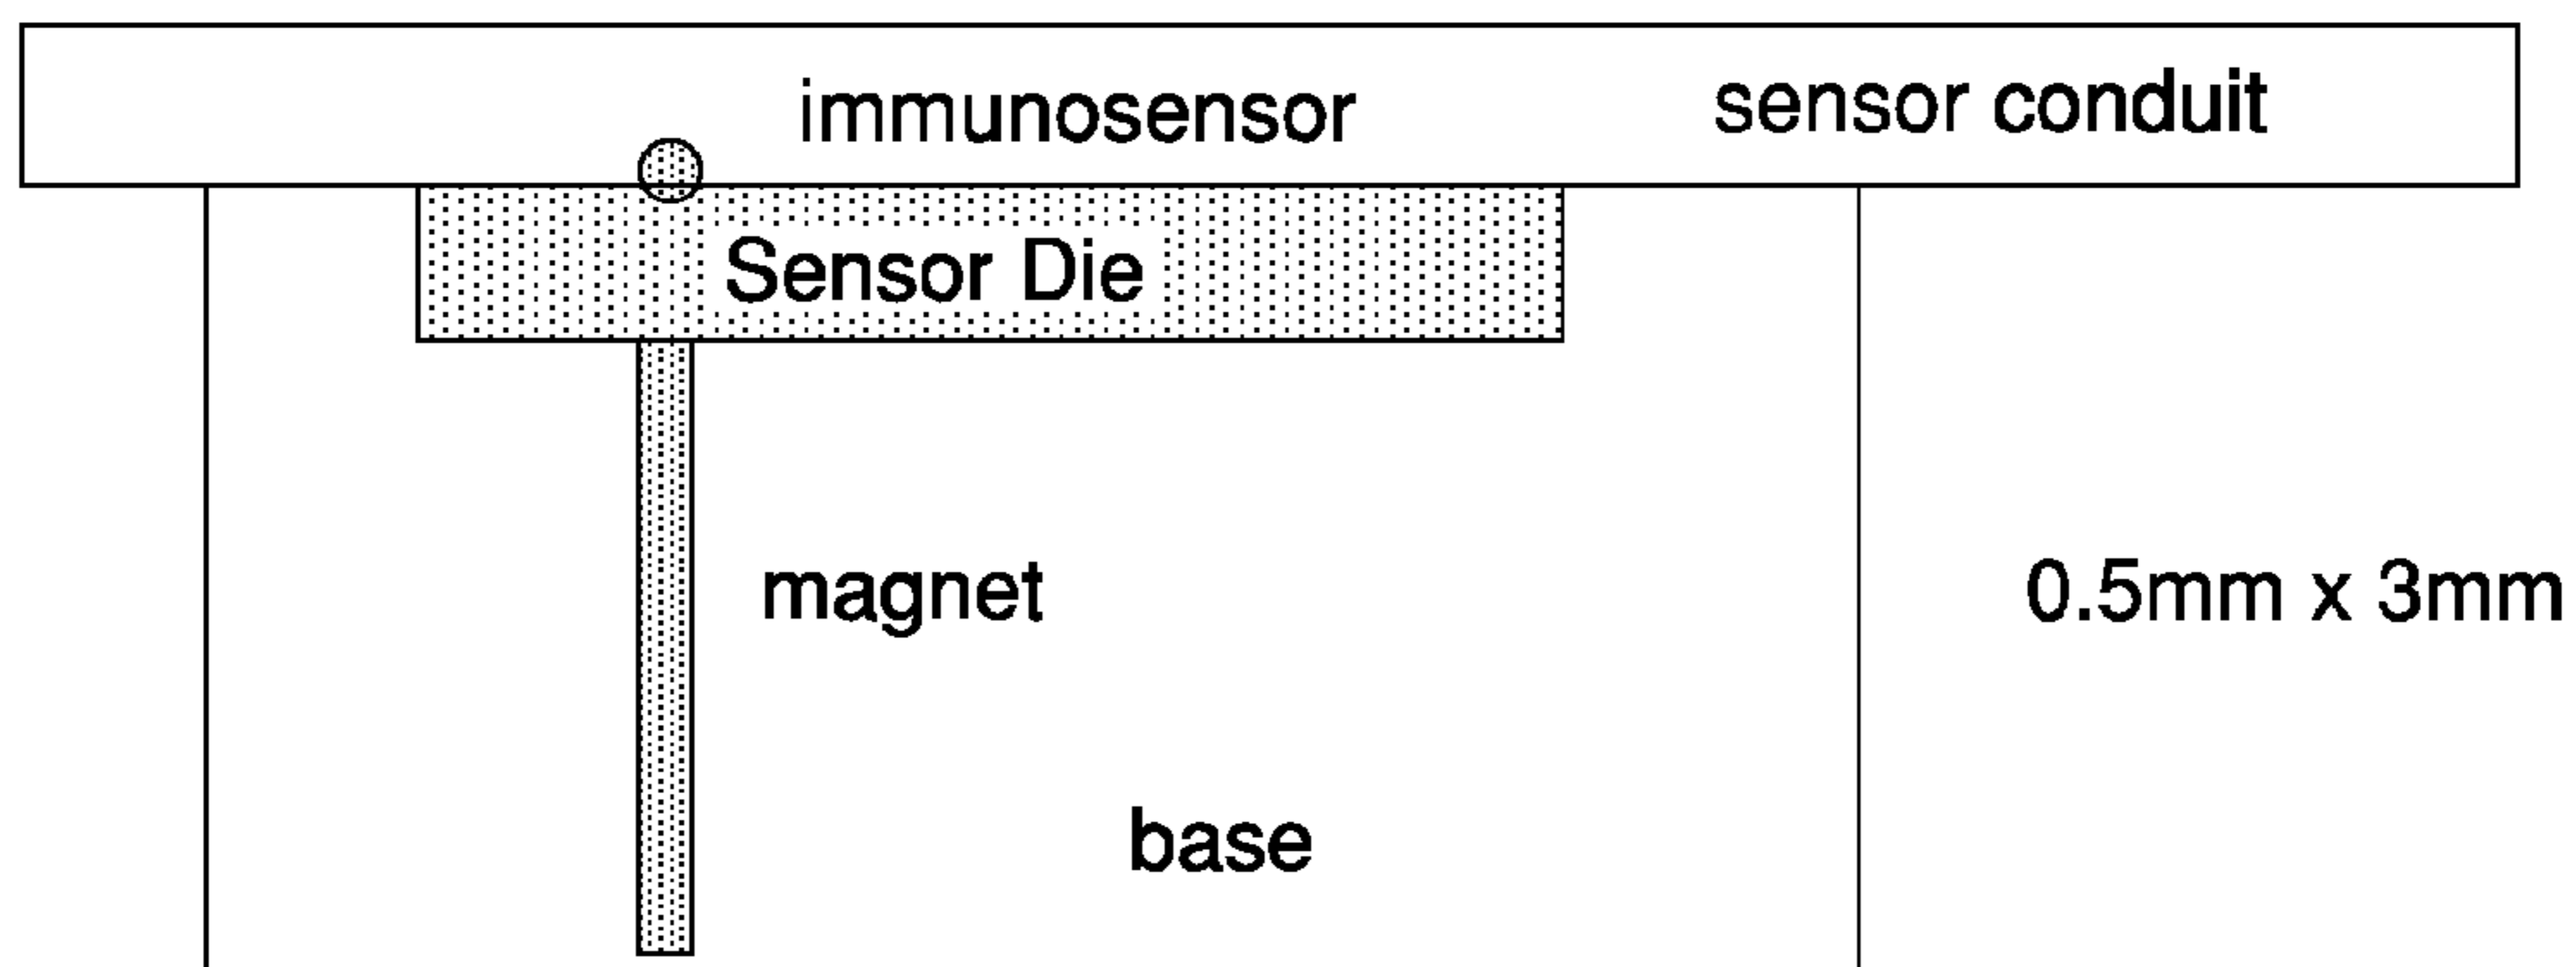 immunosensor
sensor conduit
Sensor Die
magnet
0.5mm x 3mm
base